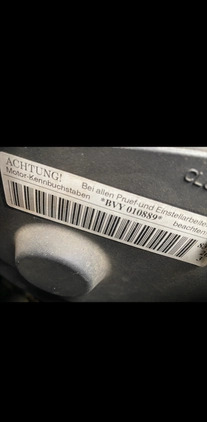 ACHTUNG!
Bei allen Pruef-und Einstellarbeiten
Motor-Kennbuchstaben
beachten
*BVY 010889*